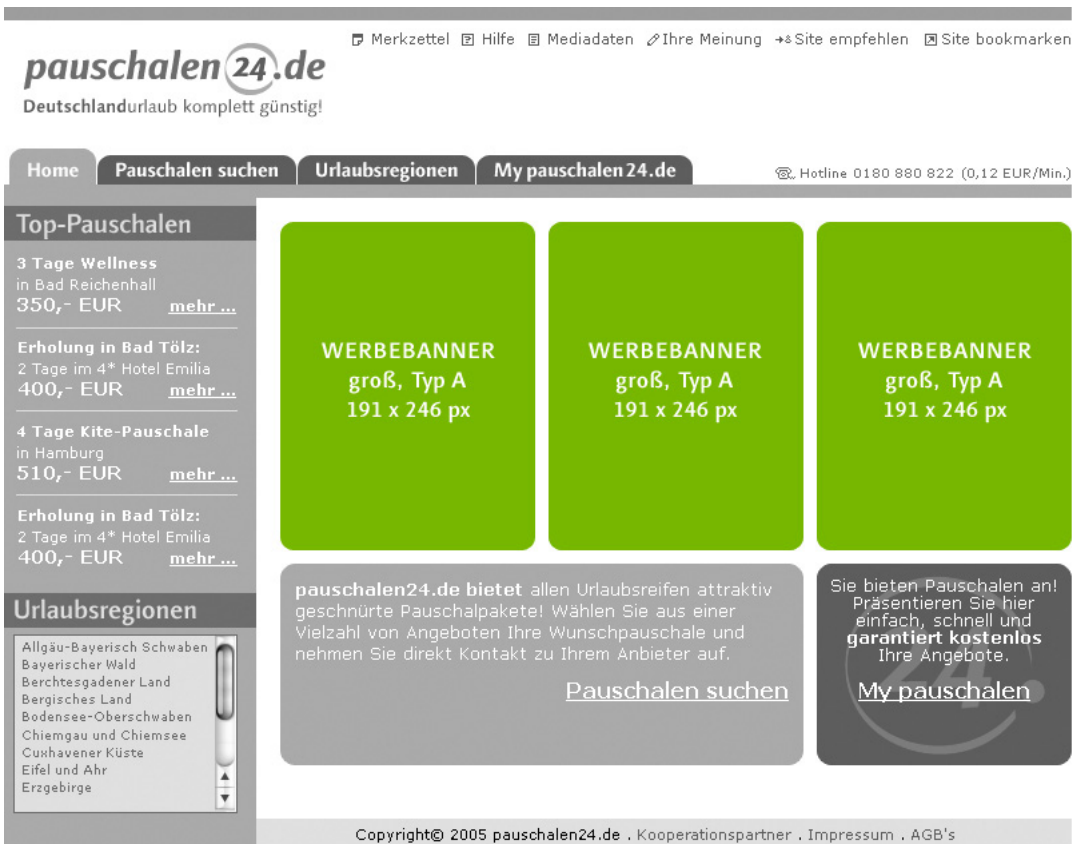 Merkzettel Hilfe Mediadaten Ihre Meinung Site empfehlen Site bookmarken
pauschalen24.de
Deutschlandurlaub komplett günstig!
Home Pauschalen suchen Urlaubsregionen My pauschalen24.de
Hotline 0180 880 822 (0,12 EUR/Min.)
Top-Pauschalen
3 Tage Wellness
in Bad Reichenhall
350,- EUR mehr ...
Erholung in Bad Tölz:
2 Tage im 4* Hotel Emilia
400,- EUR mehr ...
4 Tage Kite-Pauschale
in Hamburg
510,- EUR mehr ...
Erholung in Bad Tölz:
2 Tage im 4* Hotel Emilia
400,- EUR mehr ...
Urlaubsregionen
Allgäu-Bayerisch Schwaben
Bayerischer Wald
Berchtesgadener Land
Bergisches Land
Bodensee-Oberschwaben
Chiemgau und Chiemsee
Cuxhavener Küste
Eifel und Ahr
Erzgebirge
WERBEBANNER
groß, Typ A
191 x 246 px
WERBEBANNER
groß, Typ A
191 x 246 px
WERBEBANNER
groß, Typ A
191 x 246 px
pauschalen24.de bietet allen Urlaubsreifen attraktiv
geschnürte Pauschalpakete! Wählen Sie aus einer
Vielzahl von Angeboten Ihre Wunschpauschale und
nehmen Sie direkt Kontakt zu Ihrem Anbieter auf.
Pauschalen suchen
Sie bieten Pauschalen an!
Präsentieren Sie hier
einfach, schnell und
garantiert kostenlos
Ihre Angebote.
My pauschalen
24.
Copyright© 2005 pauschalen24.de . Kooperationspartner . Impressum . AGB's